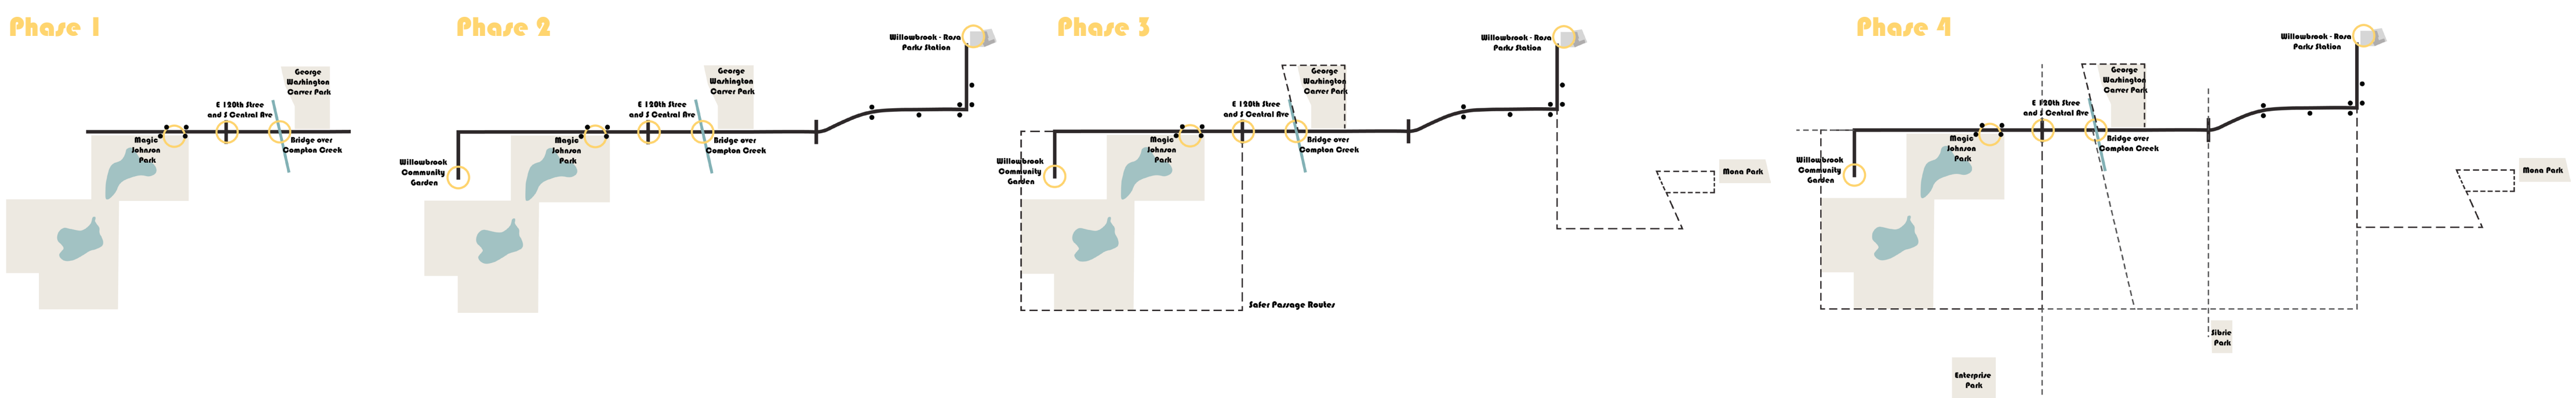 Phase 1
George
Washington
Carver Park
E 120th Stree
and S Central Ave
Magic
Johnson
Park
Bridge over
Compton Creek
Phase 2
Willowbrook - Rosa
Parks Station
George
Washington
Carver Park
E 120th Stree
and S Central Ave
Magic
Johnson
Park
Bridge over
Compton Creek
Willowbrook
Community
Garden
Phase 3
Willowbrook - Rosa
Parks Station
George
Washington
Carver Park
E 120th Stree
and S Central Ave
Magic
Johnson
Park
Bridge over
Compton Creek
Willowbrook
Community
Garden
Mona Park
Safer Passage Routes
Phase 4
Willowbrook - Rosa
Parks Station
George
Washington
Carver Park
E 120th Stree
and S Central Ave
Magic
Johnson
Park
Bridge over
Compton Creek
Willowbrook
Community
Garden
Mona Park
Sibrie
Park
Enterprise
Park